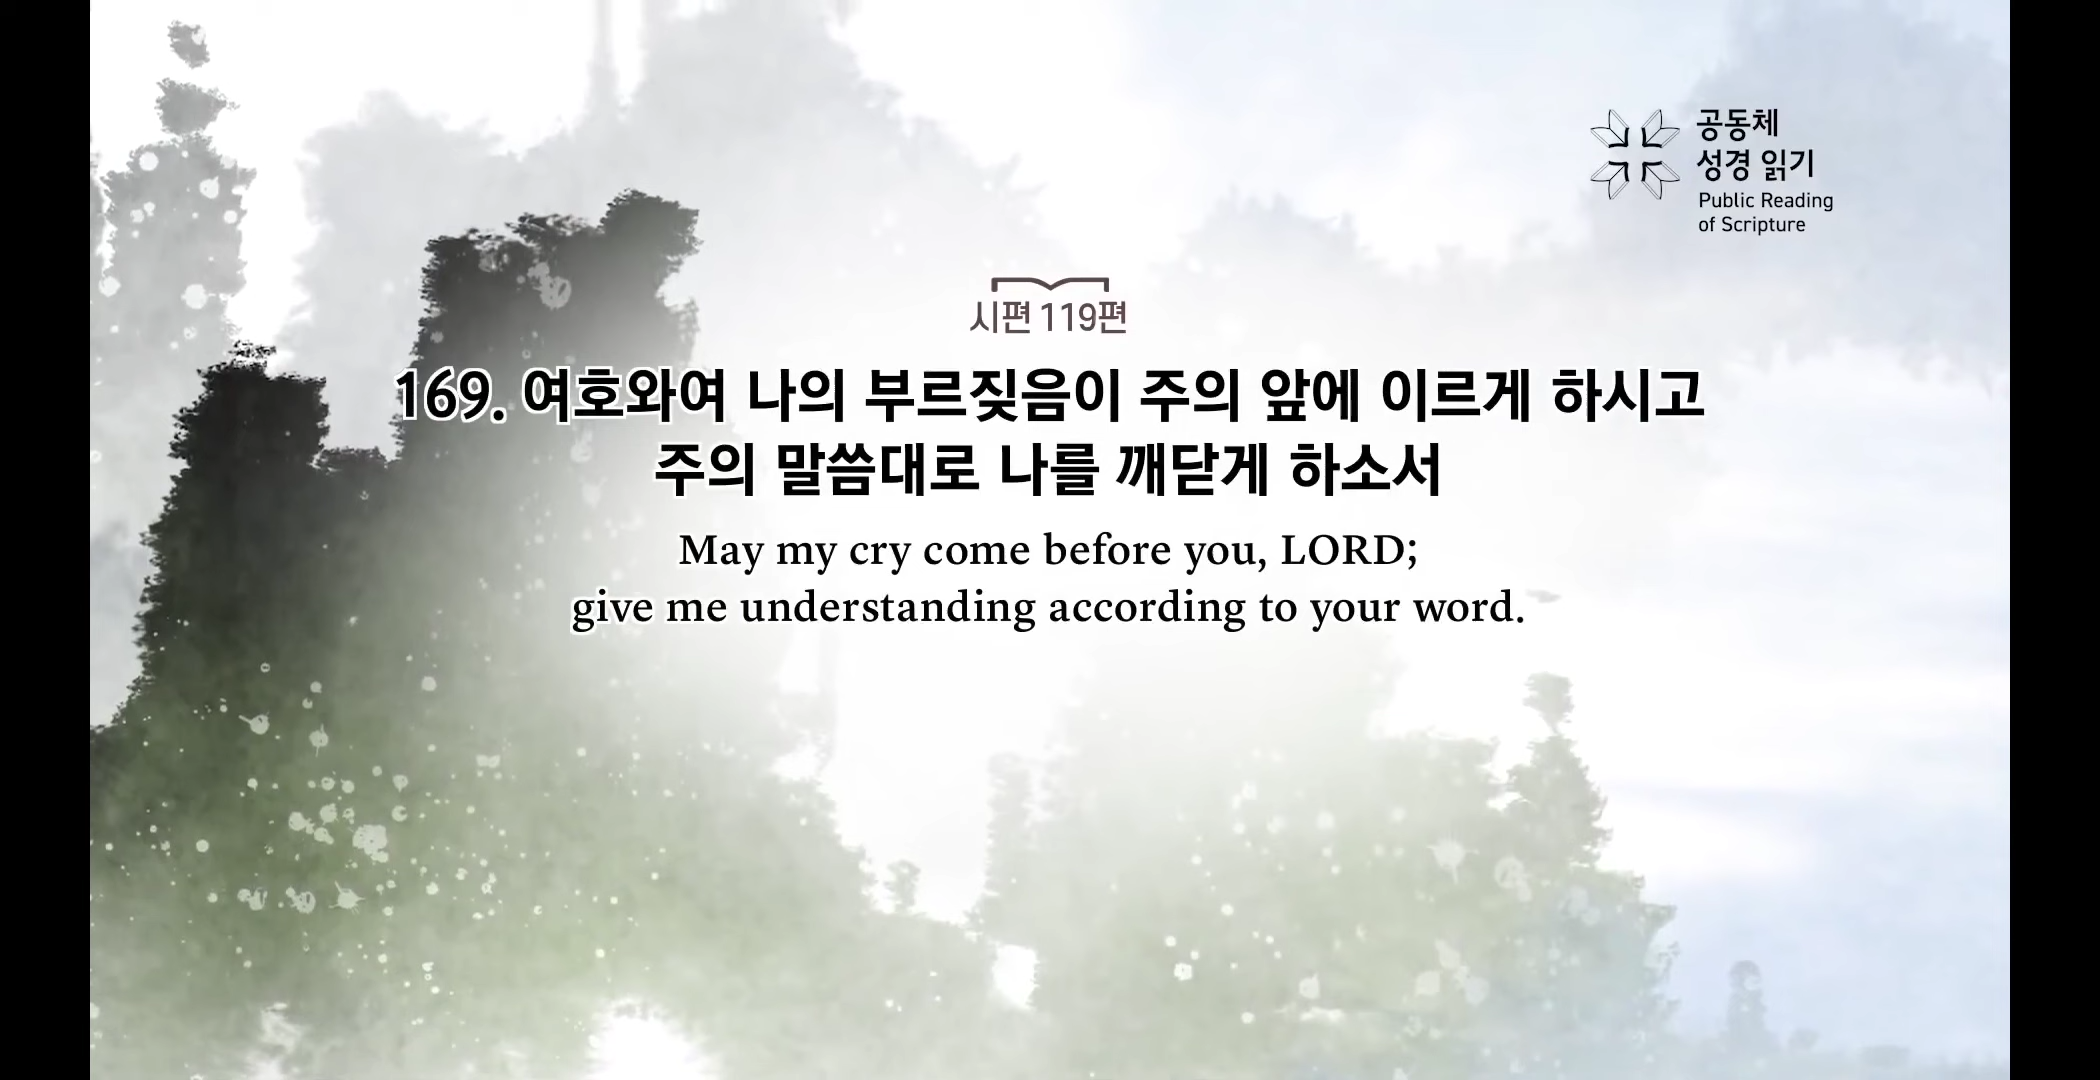 공동체
성경 읽기
Public Reading
of Scripture
시편 119편
169. 여호와여 나의 부르짖음이 주의 앞에 이르게 하시고
주의 말씀대로 나를 깨닫게 하소서
May my cry come before you, LORD;
give me understanding according to your word.